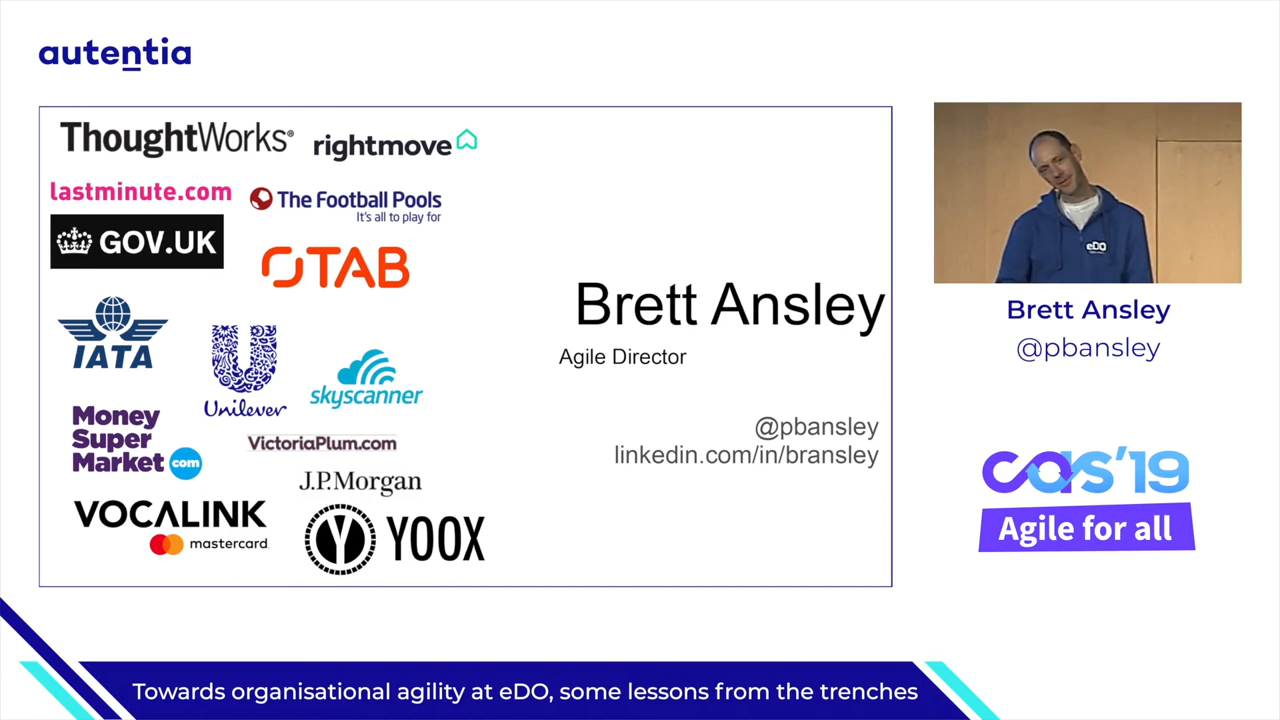 autentia
ThoughtWorks®
rightmove
lastminute.com
The Football Pools
It's all to play for
GOV.UK
TAB
IATA
Unilever
skyscanner
Money
Super
Market
com
VictoriaPlum.com
J.P.Morgan
VOCALINK
mastercard
Y YOOX
Brett Ansley
Agile Director
@pbansley
linkedin.com/in/bransley
eDO
Brett Ansley
@pbansley
cas'19
Agile for all
Towards organisational agility at eDO, some lessons from the trenches